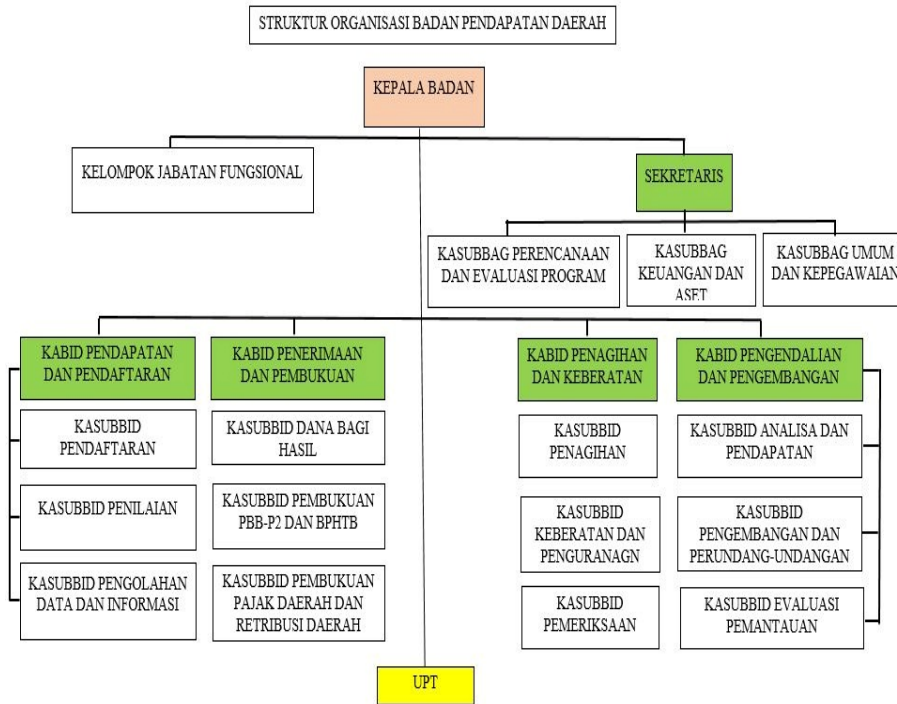 STRUKTUR ORGANISASI BADAN PENDAPATAN DAERAH
KEPALA BADAN
KELOMPOK JABATAN FUNGSIONAL
SEKRETARIS
KASUBBAG PERENCANAAN
DAN EVALUASI PROGRAM
KASUBBAG
KEUANGAN DAN
ASET
KASUBBAG UMUM
DAN KEPEGAWAIAN
KABID PENDAPATAN
DAN PENDAFTARAN
KABID PENERIMAAN
DAN PEMBUKUAN
KABID PENAGIHAN
DAN KEBERATAN
KABID PENGENDALIAN
DAN PENGEMBANGAN
KASUBBID
PENDAFTARAN
KASUBBID DANA BAGI
HASIL
KASUBBID
PENAGIHAN
KASUBBID ANALISA DAN
PENDAPATAN
KASUBBID PENILAIAN
KASUBBID PEMBUKUAN
PBB-P2 DAN BPHTB
KASUBBID
KEBERATAN DAN
PENGURANAGN
KASUBBID
PENGEMBANGAN DAN
PERUNDANG-UNDANGAN
KASUBBID PENGOLAHAN
DATA DAN INFORMASI
KASUBBID PEMBUKUAN
PAJAK DAERAH DAN
RETRIBUSI DAERAH
KASUBBID
PEMERIKSAAN
KASUBBID EVALUASI
PEMANTAUAN
UPT